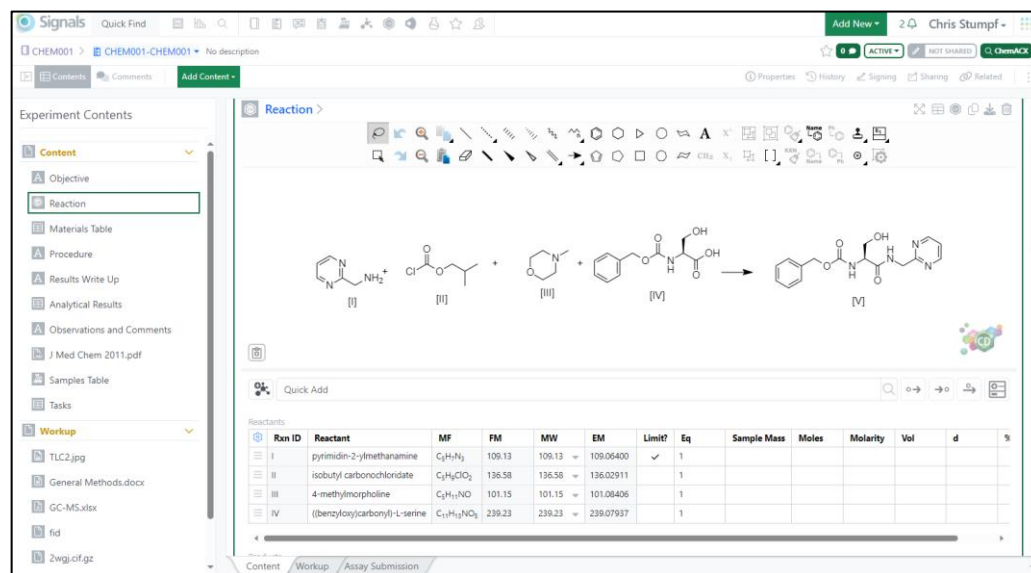 Signals Quick Find Add New 2 Chris Stumpf
CHEM001 > CHEM001-CHEM001 No description 0 ACTIVE NOT SHARED ChemACX
Contents Comments Add Content Properties History Signing Sharing Related
Experiment Contents
Content
Objective
Reaction
Materials Table
Procedure
Results Write Up
Analytical Results
Observations and Comments
J Med Chem 2011.pdf
Samples Table
Tasks
Workup
TLC2.jpg
General Methods.docx
GC-MS.xlsx
fid
2wgj.cif.gz
Reaction >
A Name
CH₂ X₂ Name
N N NH₂ + Cl O O + O N + O O N H OH O OH O O N H OH O H N N N
[I] [II] [III] [IV] [V]
CD
Quick Add
Reactants
Rxn ID Reactant MF FM MW EM Limit? Eq Sample Mass Moles Molarity Vol d %
I pyrimidin-2-ylmethanamine C₅H₇N₃ 109.13 109.13 109.06400 ✓ 1
II isobutyl carbonochloridate C₅H₉ClO₂ 136.58 136.58 136.02911 1
III 4-methylmorpholine C₅H₁₁NO 101.15 101.15 101.08406 1
IV ((benzyloxy)carbonyl)-L-serine C₁₁H₁₃NO₅ 239.23 239.23 239.07937 1
Content Workup Assay Submission